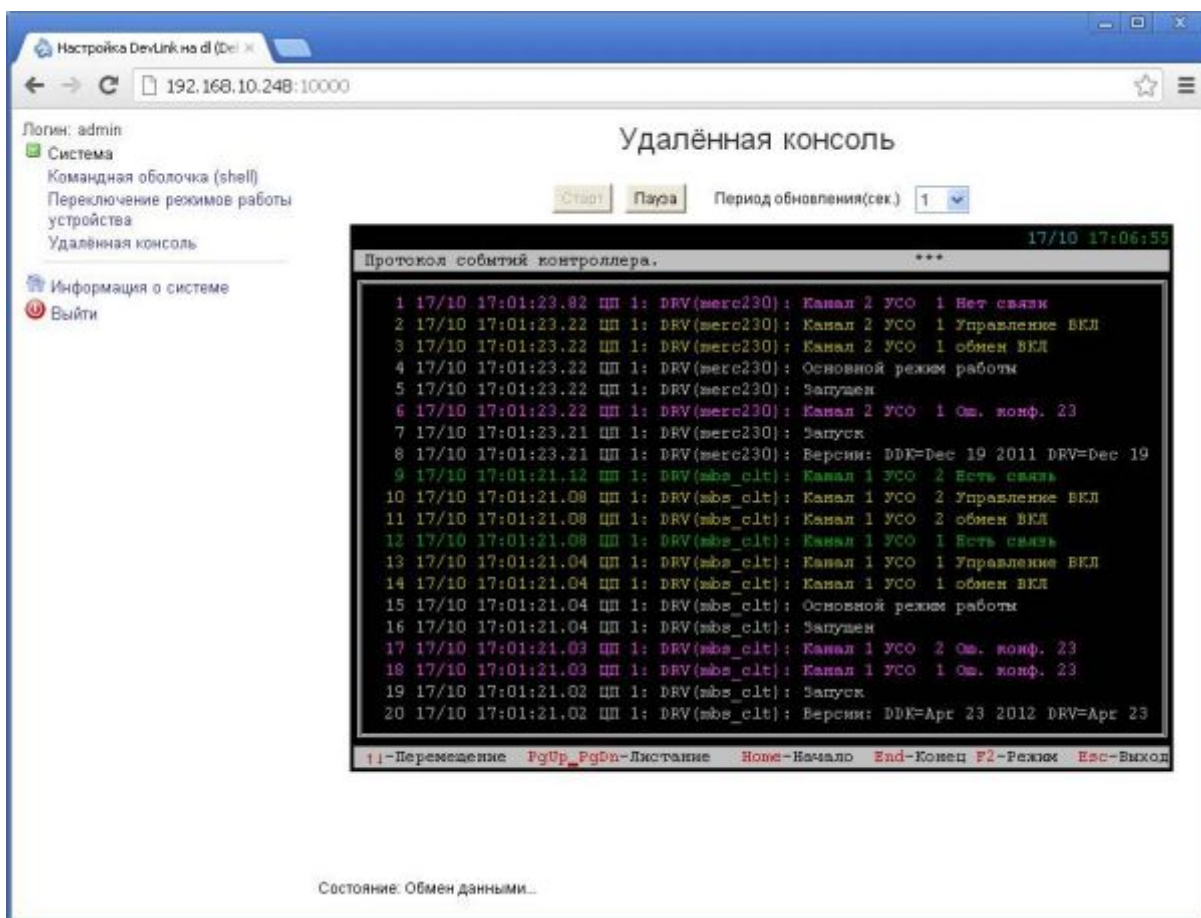 Настройка DevLink на dl (Del
192.168.10.248:10000
Логин: admin
Система
Командная оболочка (shell)
Переключение режимов работы
устройства
Удалённая консоль
Информация о системе
Выйти
Удалённая консоль
Старт Пауза Период обновления(сек.) 1
17/10 17:06:55
Протокол событий контроллера. ***
1 17/10 17:01:23.82 ЦП 1: DRV(merc230): Канал 2 УСО 1 Нет связи
2 17/10 17:01:23.22 ЦП 1: DRV(merc230): Канал 2 УСО 1 Управление ВКЛ
3 17/10 17:01:23.22 ЦП 1: DRV(merc230): Канал 2 УСО 1 обмен ВКЛ
4 17/10 17:01:23.22 ЦП 1: DRV(merc230): Основной режим работы
5 17/10 17:01:23.22 ЦП 1: DRV(merc230): Запущен
6 17/10 17:01:23.22 ЦП 1: DRV(merc230): Канал 2 УСО 1 Ош. конф. 23
7 17/10 17:01:23.21 ЦП 1: DRV(merc230): Запуск
8 17/10 17:01:23.21 ЦП 1: DRV(merc230): Версии: DDK=Dec 19 2011 DRV=Dec 19
9 17/10 17:01:21.12 ЦП 1: DRV(mbs_clt): Канал 1 УСО 2 Есть связь
10 17/10 17:01:21.08 ЦП 1: DRV(mbs_clt): Канал 1 УСО 2 Управление ВКЛ
11 17/10 17:01:21.08 ЦП 1: DRV(mbs_clt): Канал 1 УСО 2 обмен ВКЛ
12 17/10 17:01:21.08 ЦП 1: DRV(mbs_clt): Канал 1 УСО 1 Есть связь
13 17/10 17:01:21.04 ЦП 1: DRV(mbs_clt): Канал 1 УСО 1 Управление ВКЛ
14 17/10 17:01:21.04 ЦП 1: DRV(mbs_clt): Канал 1 УСО 1 обмен ВКЛ
15 17/10 17:01:21.04 ЦП 1: DRV(mbs_clt): Основной режим работы
16 17/10 17:01:21.04 ЦП 1: DRV(mbs_clt): Запущен
17 17/10 17:01:21.03 ЦП 1: DRV(mbs_clt): Канал 1 УСО 2 Ош. конф. 23
18 17/10 17:01:21.03 ЦП 1: DRV(mbs_clt): Канал 1 УСО 1 Ош. конф. 23
19 17/10 17:01:21.02 ЦП 1: DRV(mbs_clt): Запуск
20 17/10 17:01:21.02 ЦП 1: DRV(mbs_clt): Версии: DDK=Apr 23 2012 DRV=Apr 23
↑↓-Перемещение PgUp_PgDn-Листание Home-Начало End-Конец F2-Режим Esc-Выход
Состояние: Обмен данными...